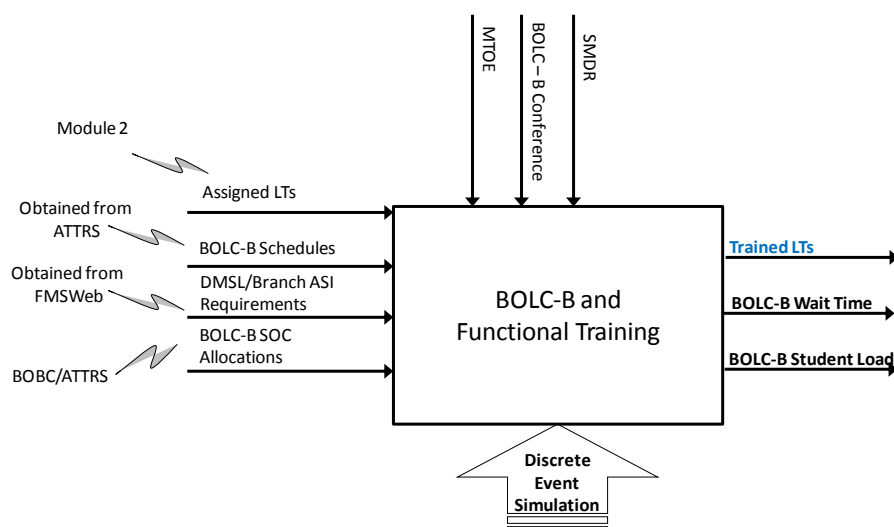 MTOE
BOLC – B Conference
SMDR
Module 2
Assigned LTs
Obtained from
ATTRS
BOLC-B Schedules
Obtained from
FMSWeb
DMSL/Branch ASI
Requirements
BOLC-B SOC
Allocations
BOBC/ATTRS
BOLC-B and
Functional Training
Trained LTs
BOLC-B Wait Time
BOLC-B Student Load
Discrete
Event
Simulation